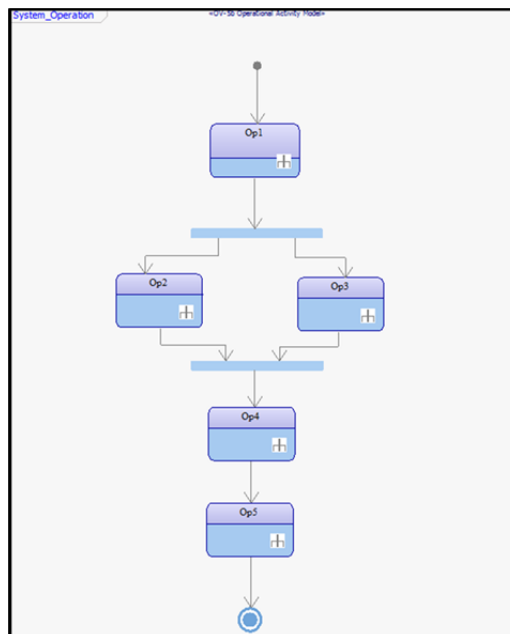 System_Operation
«OV-5b Operational Activity Model»
Op1
Op2
Op3
Op4
Op5